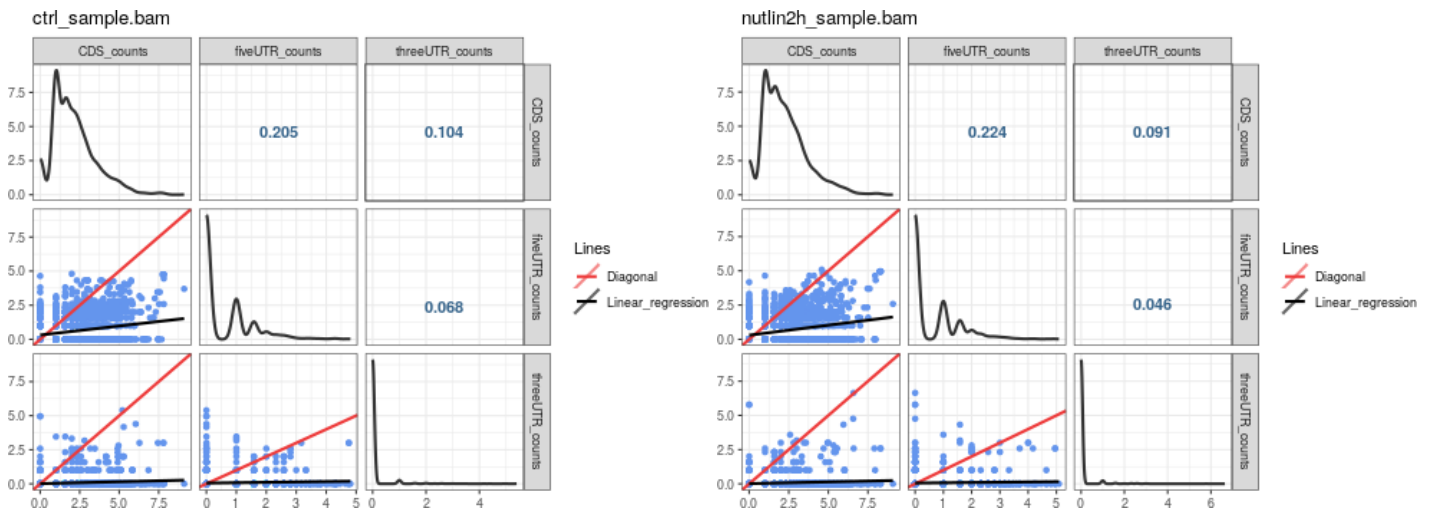 ctrl_sample.bam
CDS_counts fiveUTR_counts threeUTR_counts
7.5
5.0
2.5
0.0
0.205 0.104
CDS_counts
7.5
5.0
2.5
0.0
0.068
fiveUTR_counts
7.5
5.0
2.5
0.0
threeUTR_counts
0.0 2.5 5.0 7.5 0 1 2 3 4 5 0 2 4
Lines
Diagonal
Linear_regression
nutlin2h_sample.bam
CDS_counts fiveUTR_counts threeUTR_counts
7.5
5.0
2.5
0.0
0.224 0.091
CDS_counts
7.5
5.0
2.5
0.0
0.046
fiveUTR_counts
7.5
5.0
2.5
0.0
threeUTR_counts
0.0 2.5 5.0 7.5 0 1 2 3 4 5 0 2 4 6
Lines
Diagonal
Linear_regression